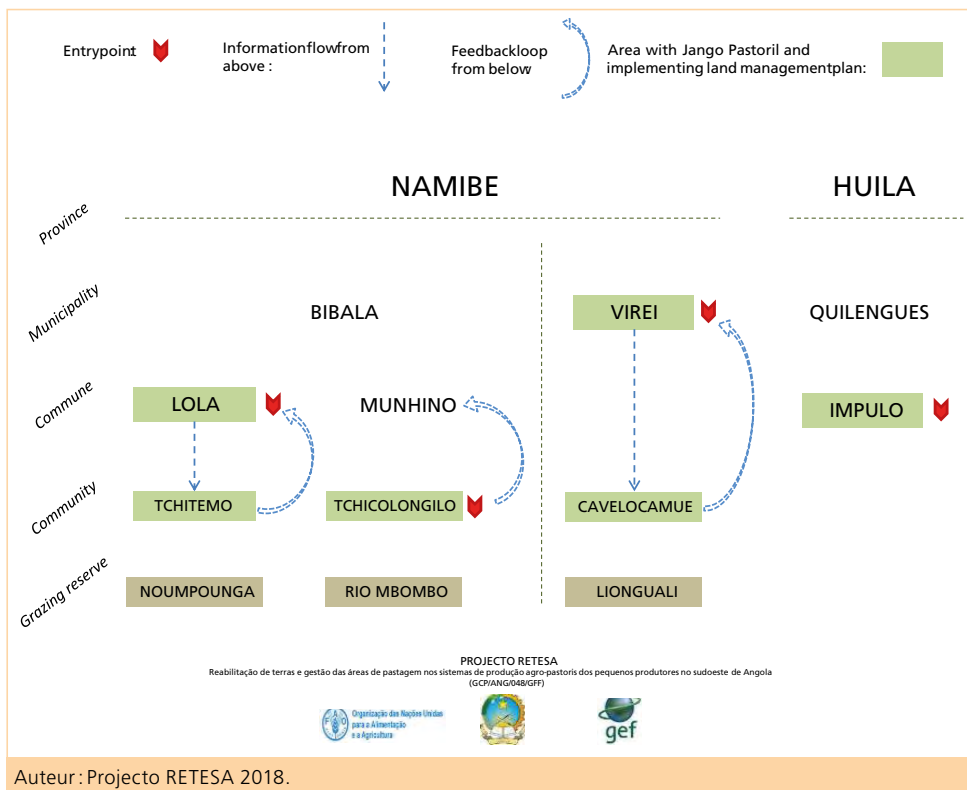 Entrypoint:
Informationflowfrom
above :
Feedbackloop
from below:
Area with Jango Pastoril and
implementing land managementplan:
NAMIBE
HUILA
Province
Municipality
BIBALA
VIREI
QUILENGUES
Commune
LOLA
MUNHINO
IMPULO
Community
TCHITEMO
TCHICOLONGILO
CAVELOCAMUE
Grazing reserve
NOUMPOUNGA
RIO MBOMBO
LIONGUALI
PROJECTO RETESA
Reabilitação de terras e gestão das áreas de pastagem nos sistemas de produção agro-pastoris dos pequenos produtores no sudoeste de Angola
(GCP/ANG/048/GFF)
FAO
Organização das Nações Unidas
para a Alimentação
e a Agricultura
gef
Auteur : Projecto RETESA 2018.